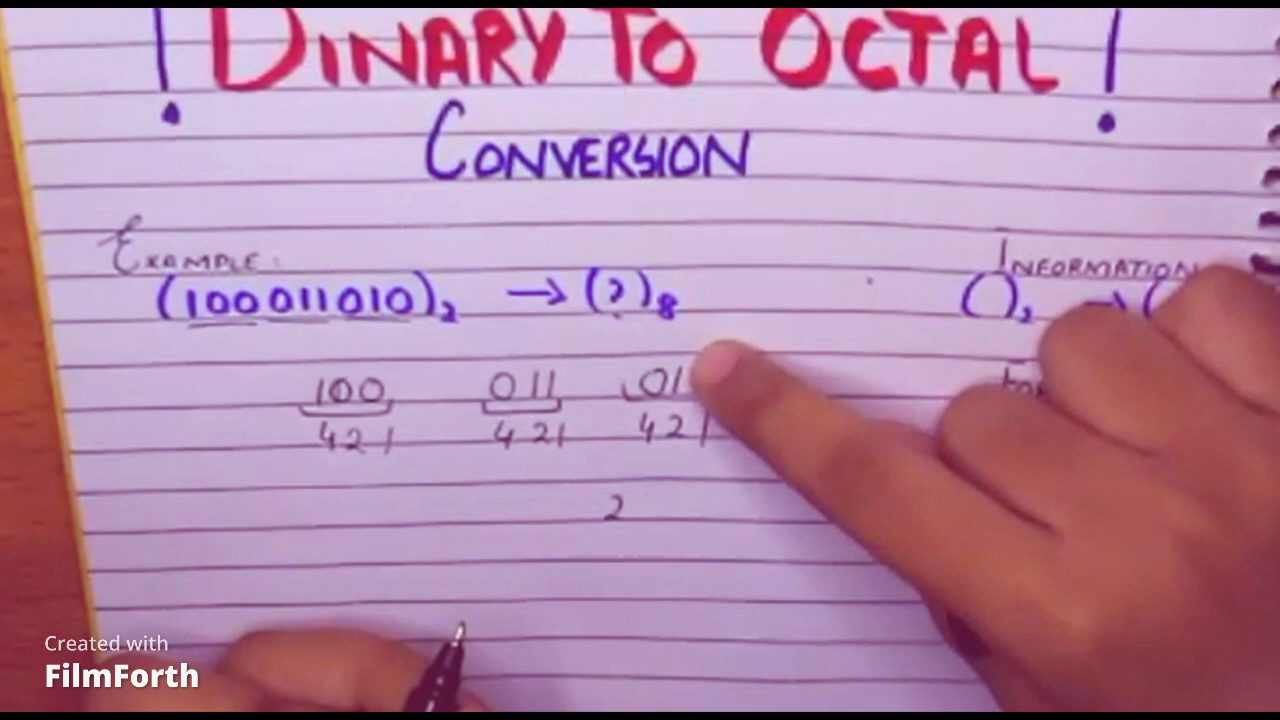 ! BINARY TO OCTAL !
CONVERSION
EXAMPLE:
(100011010)₂ → (?)₈
INFORMATION
()₂ → (
100 011 01
421 421 421
2
Created with
FilmForth